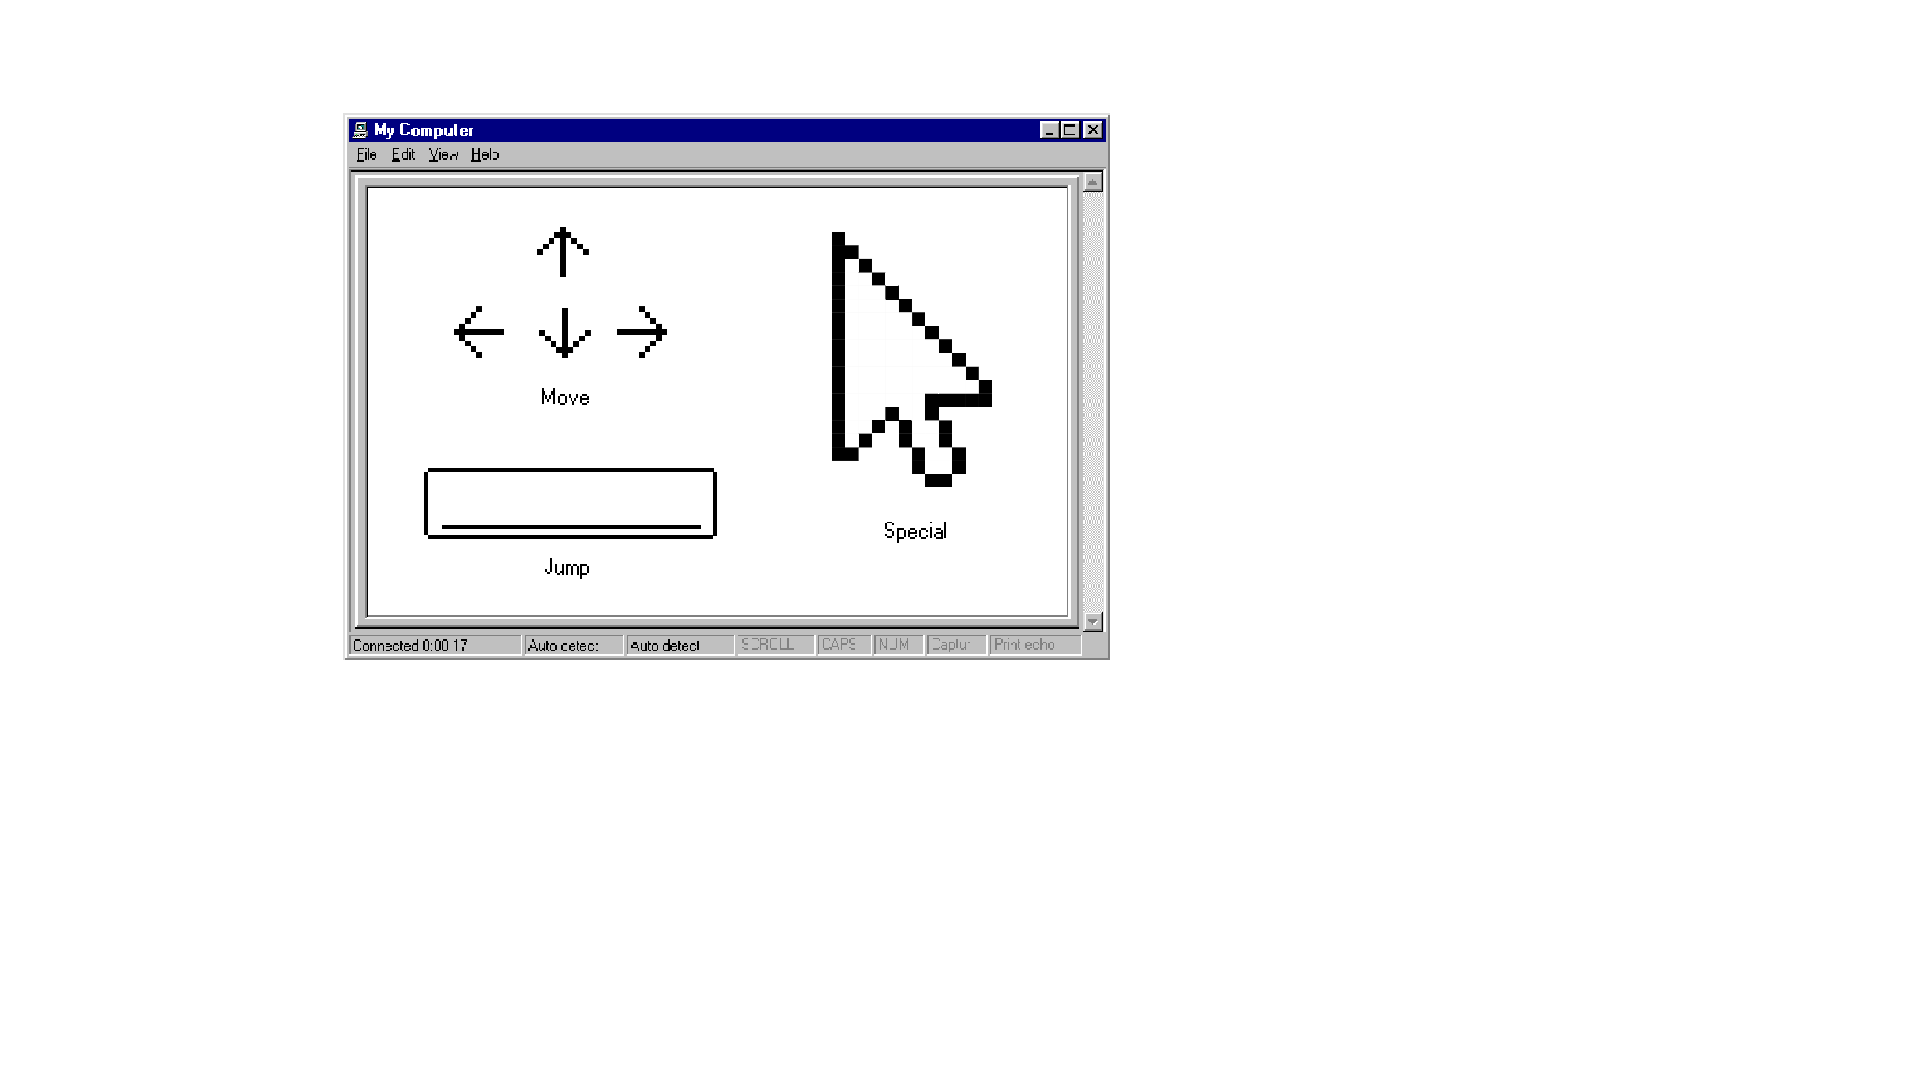 My Computer
File Edit View Help
Move
Special
Jump
Connected 0:00 17 Auto detect Auto detect SCROLL CAPS NUM Captur Print echo